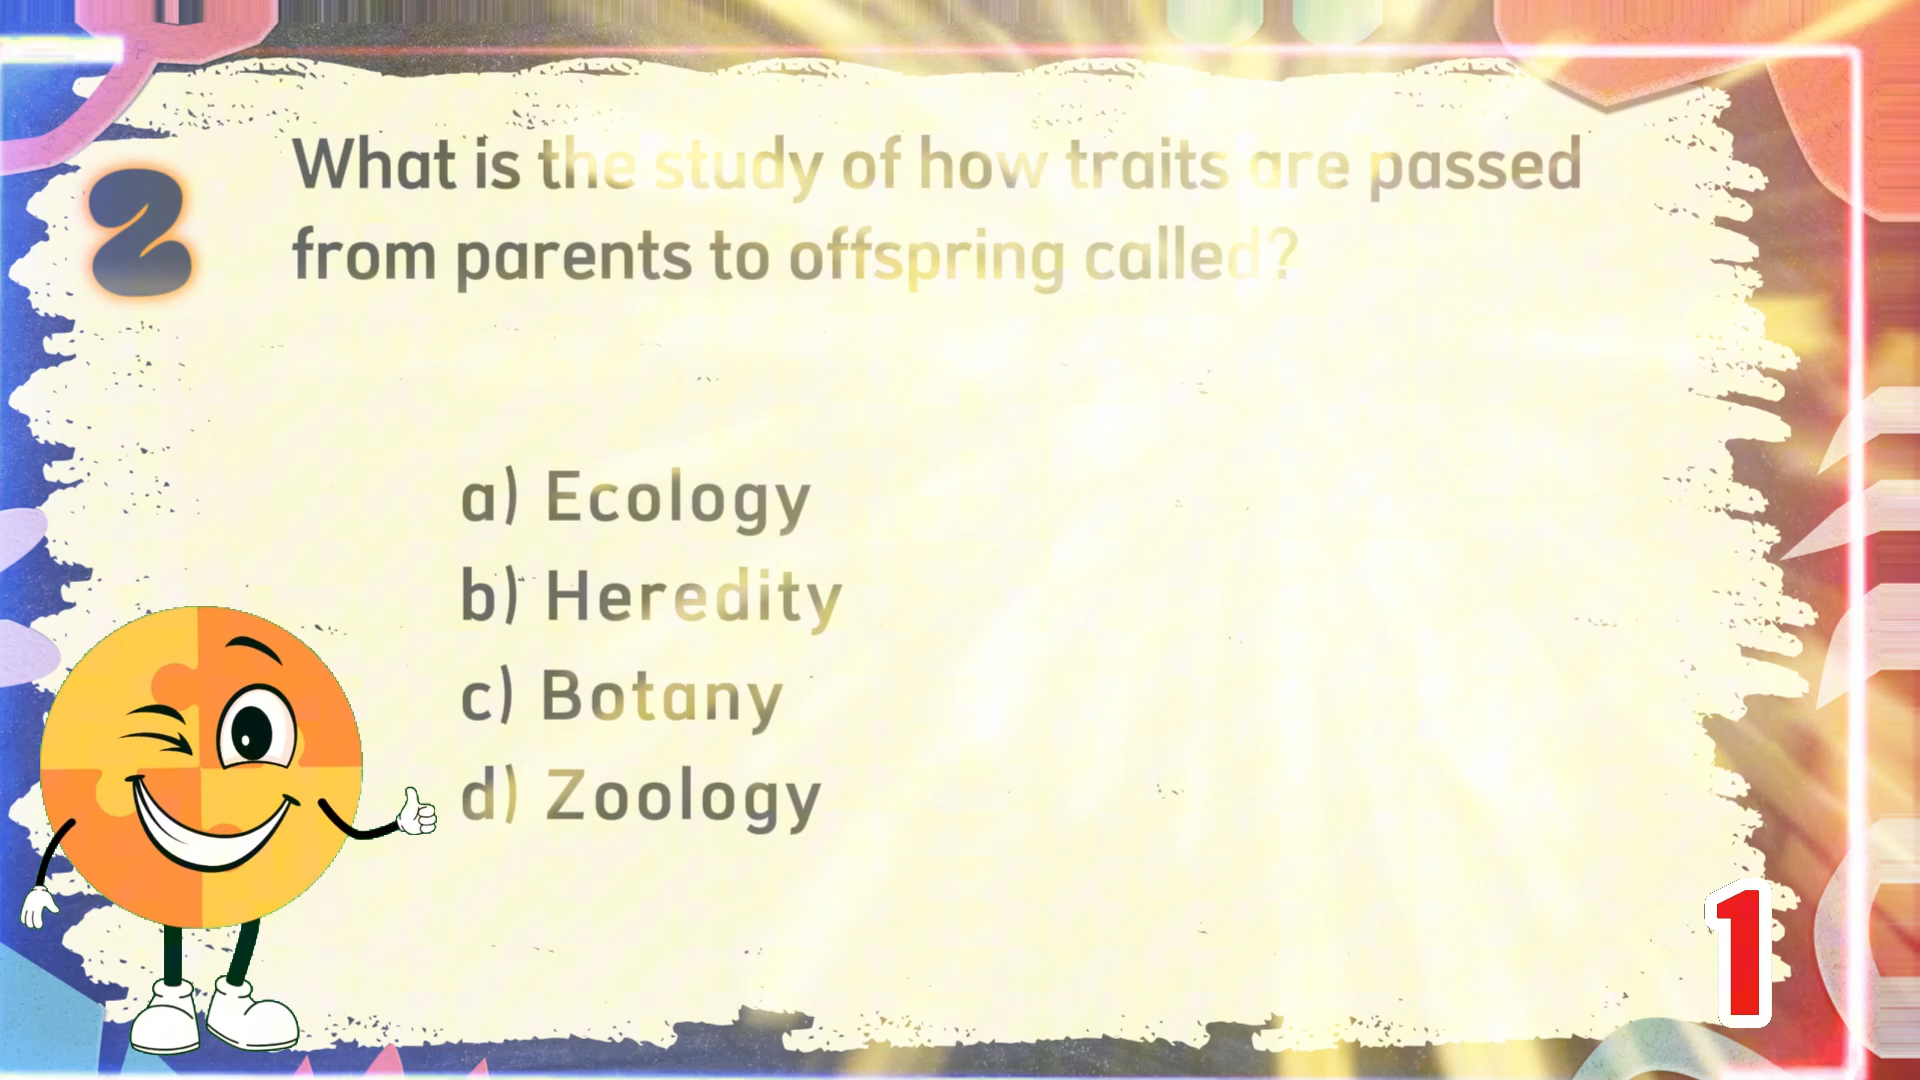 2
What is the study of how traits are passed
from parents to offspring called?
a) Ecology
b) Heredity
c) Botany
d) Zoology
1